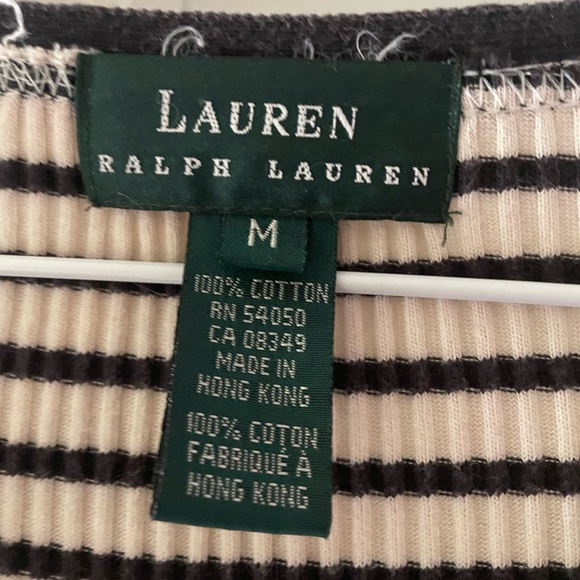 LAUREN
RALPH LAUREN
M
100% COTTON
RN 54050
CA 08349
MADE IN
HONG KONG
100% COTON
FABRIQUÉ À
HONG KONG